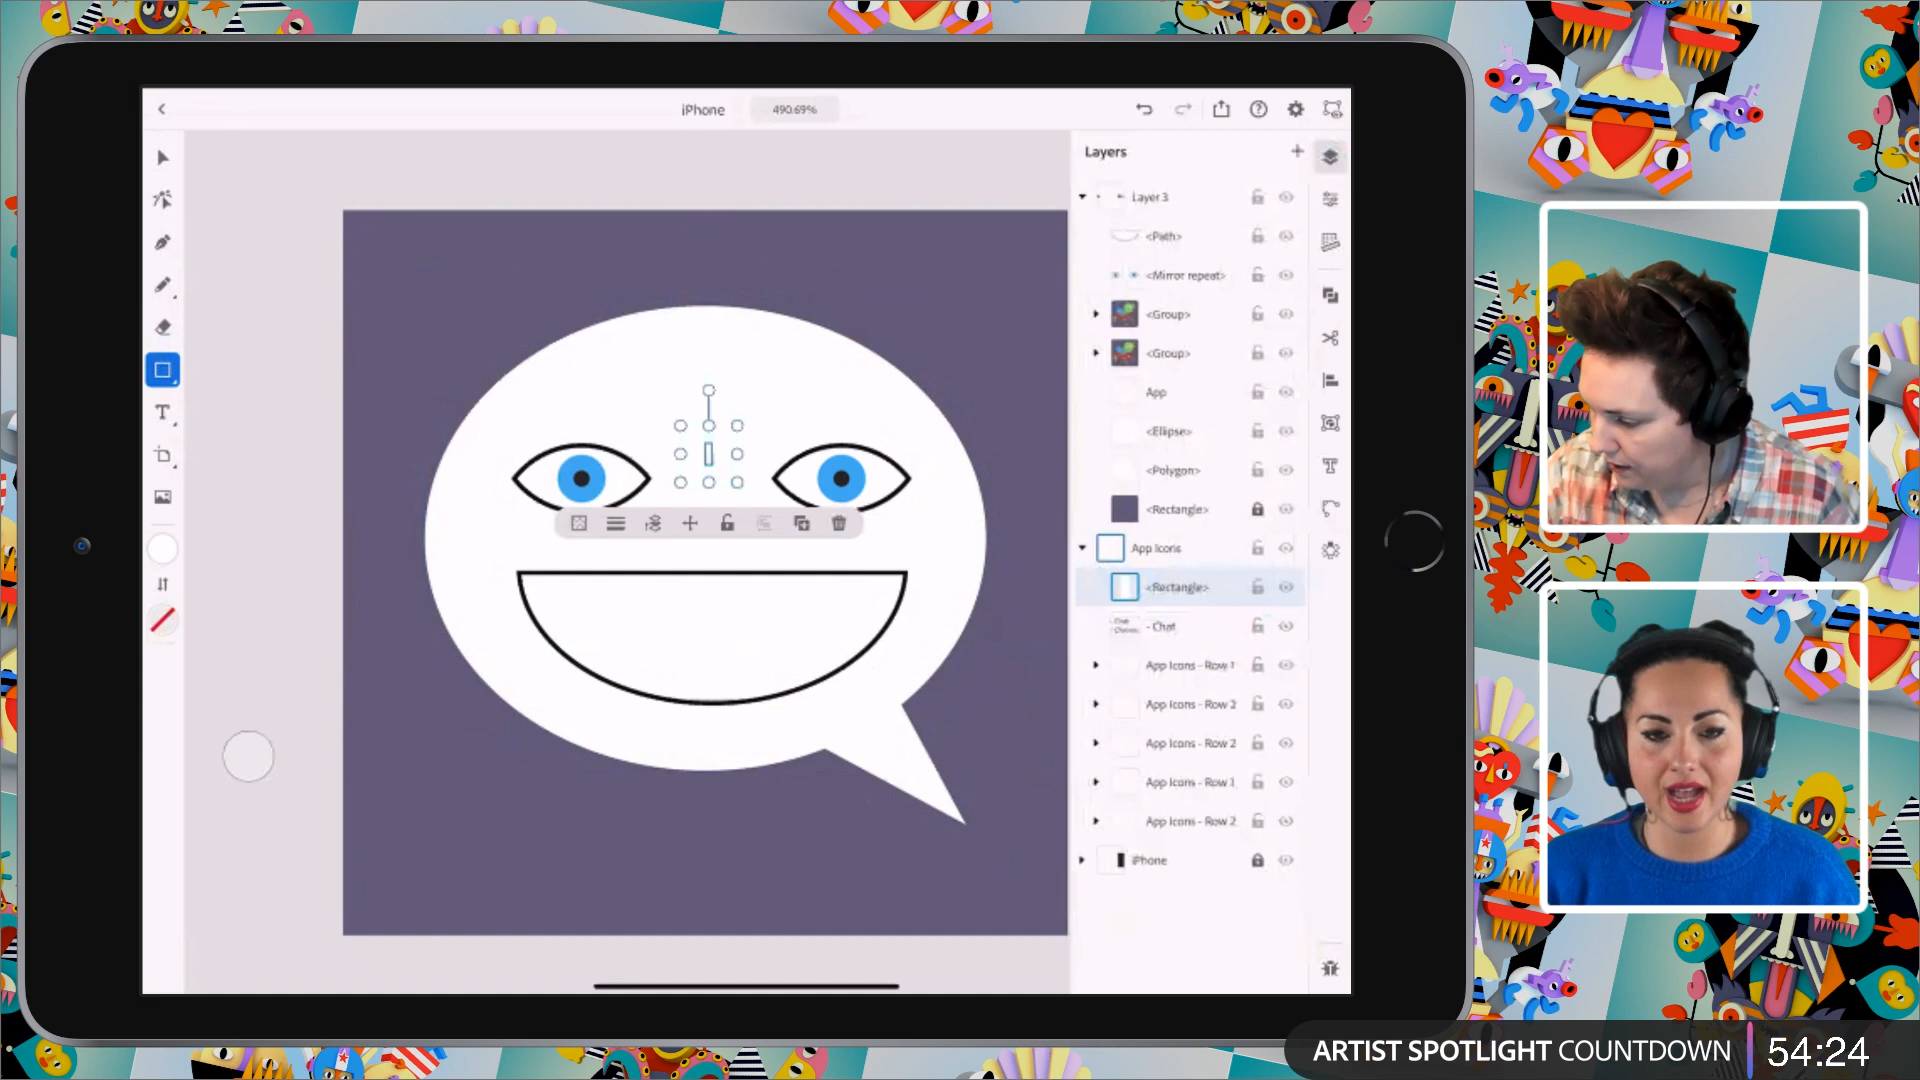 iPhone 490.69%
Layers
Layer 3
<Path>
<Mirror repeat>
<Group>
<Group>
App
<Ellipse>
<Polygon>
<Rectangle>
App Icons
<Rectangle>
- Chat
App Icons - Row 1
App Icons - Row 2
App Icons - Row 2
App Icons - Row 1
App Icons - Row 2
iPhone
ARTIST SPOTLIGHT COUNTDOWN 54:24